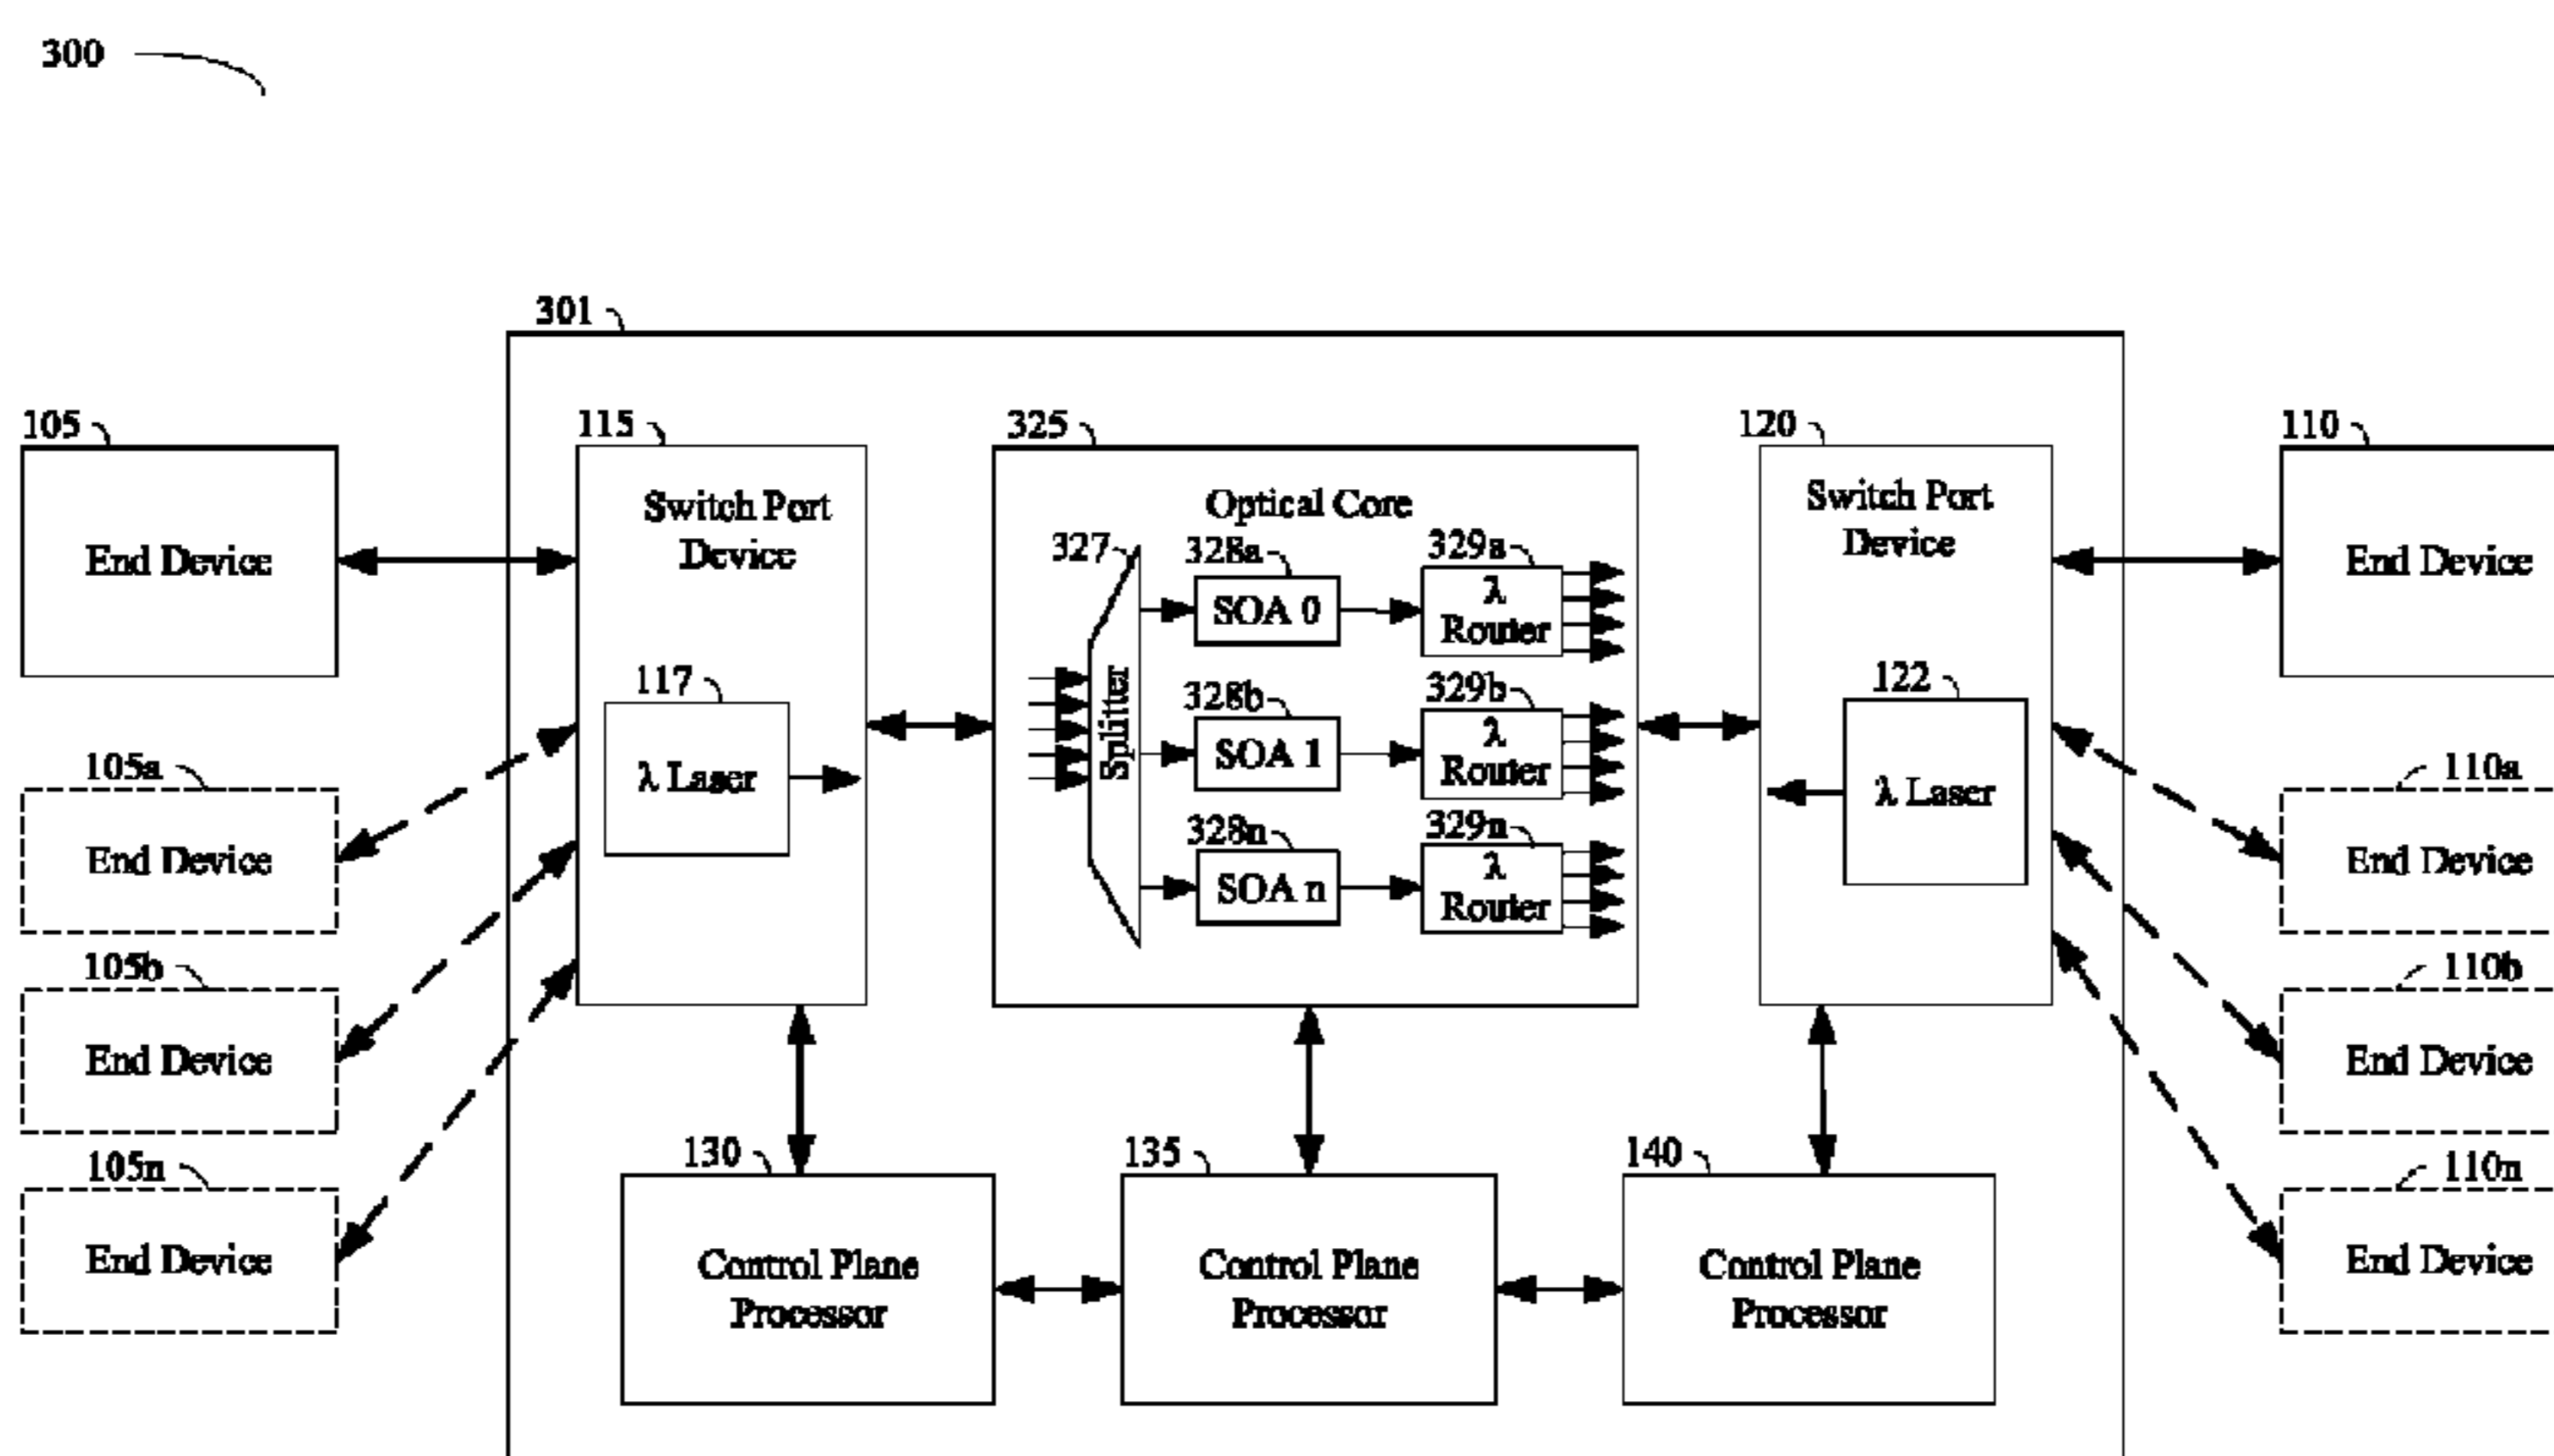 300
301
105
115
325
120
110
End Device
Switch Port
Device
Optical Core
Switch Port
Device
End Device
327
328a
329a
SOA 0
λ
Router
Splitter
117
λ Laser
328b
329b
SOA 1
λ
Router
122
λ Laser
328n
329n
SOA n
λ
Router
105a
End Device
110a
End Device
105b
End Device
110b
End Device
105n
End Device
110n
End Device
130
Control Plane
Processor
135
Control Plane
Processor
140
Control Plane
Processor